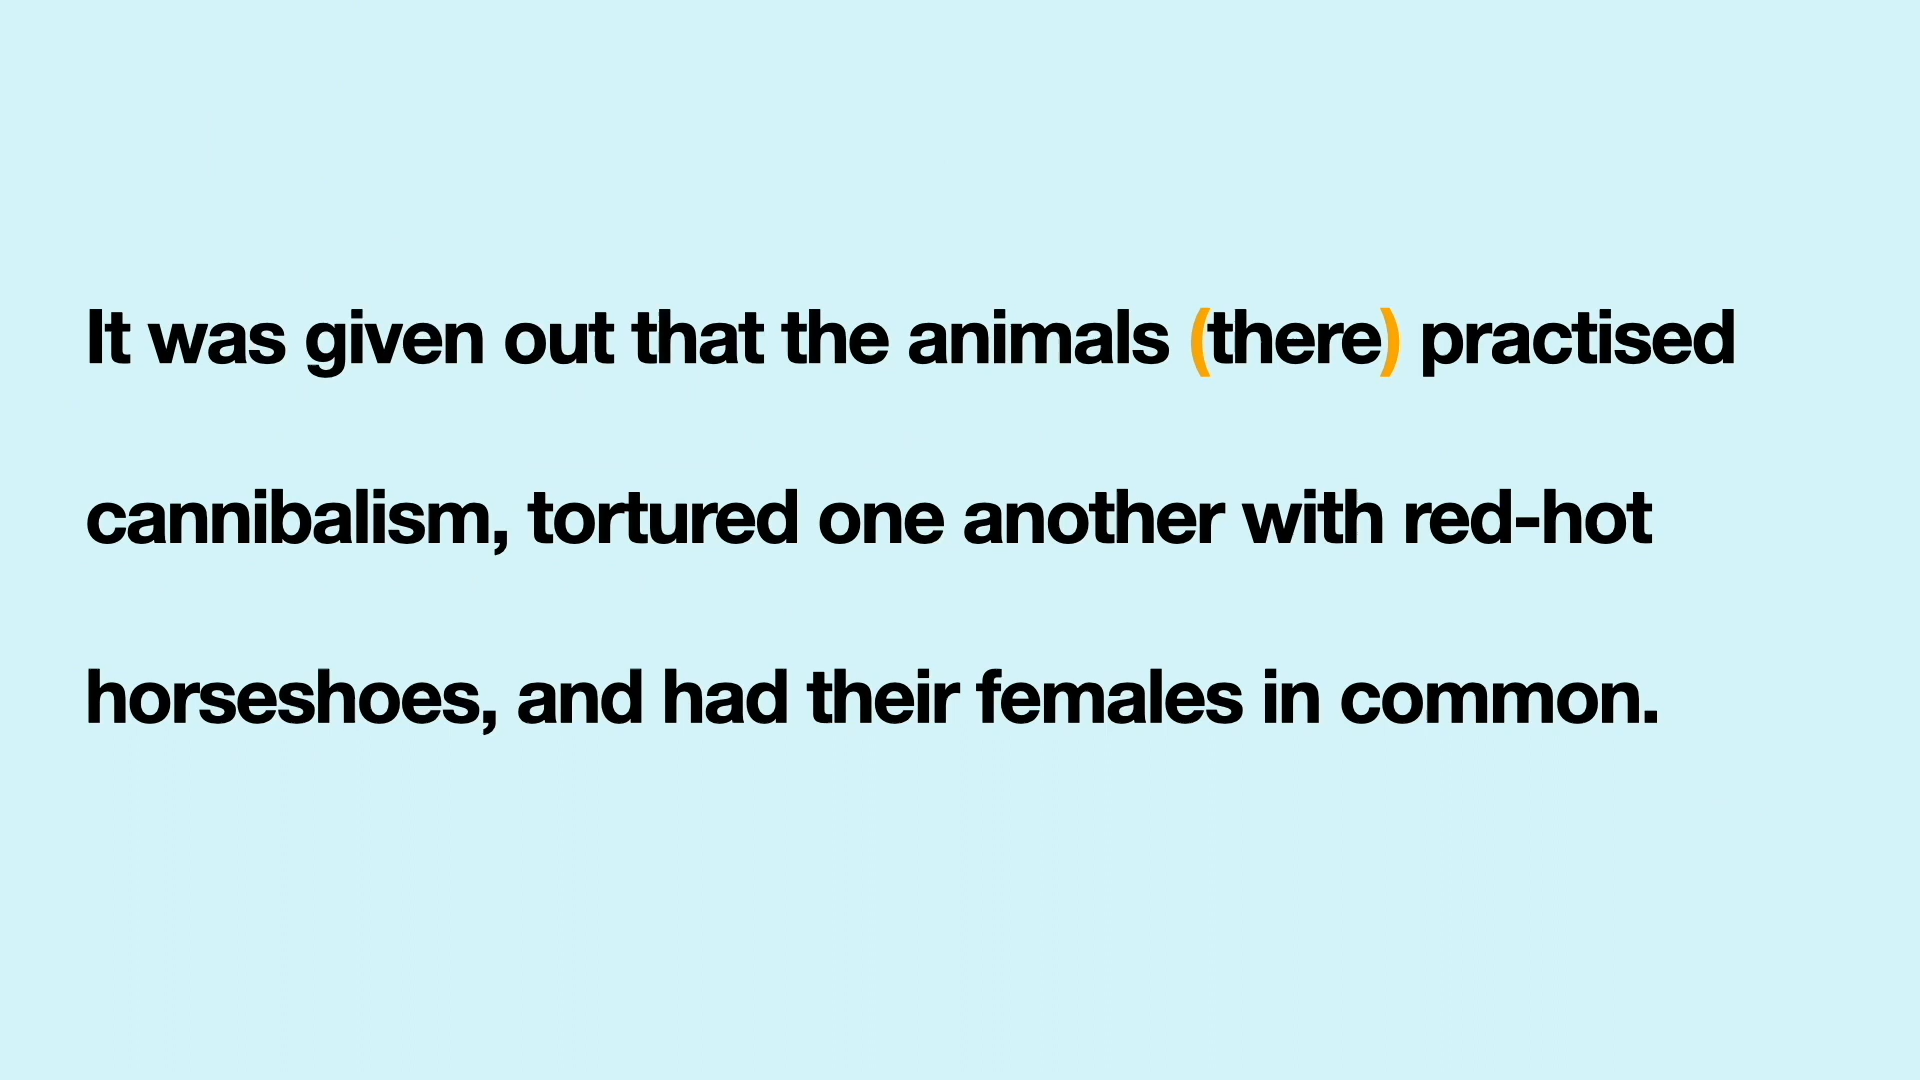 It was given out that the animals (there) practised
cannibalism, tortured one another with red-hot
horseshoes, and had their females in common.